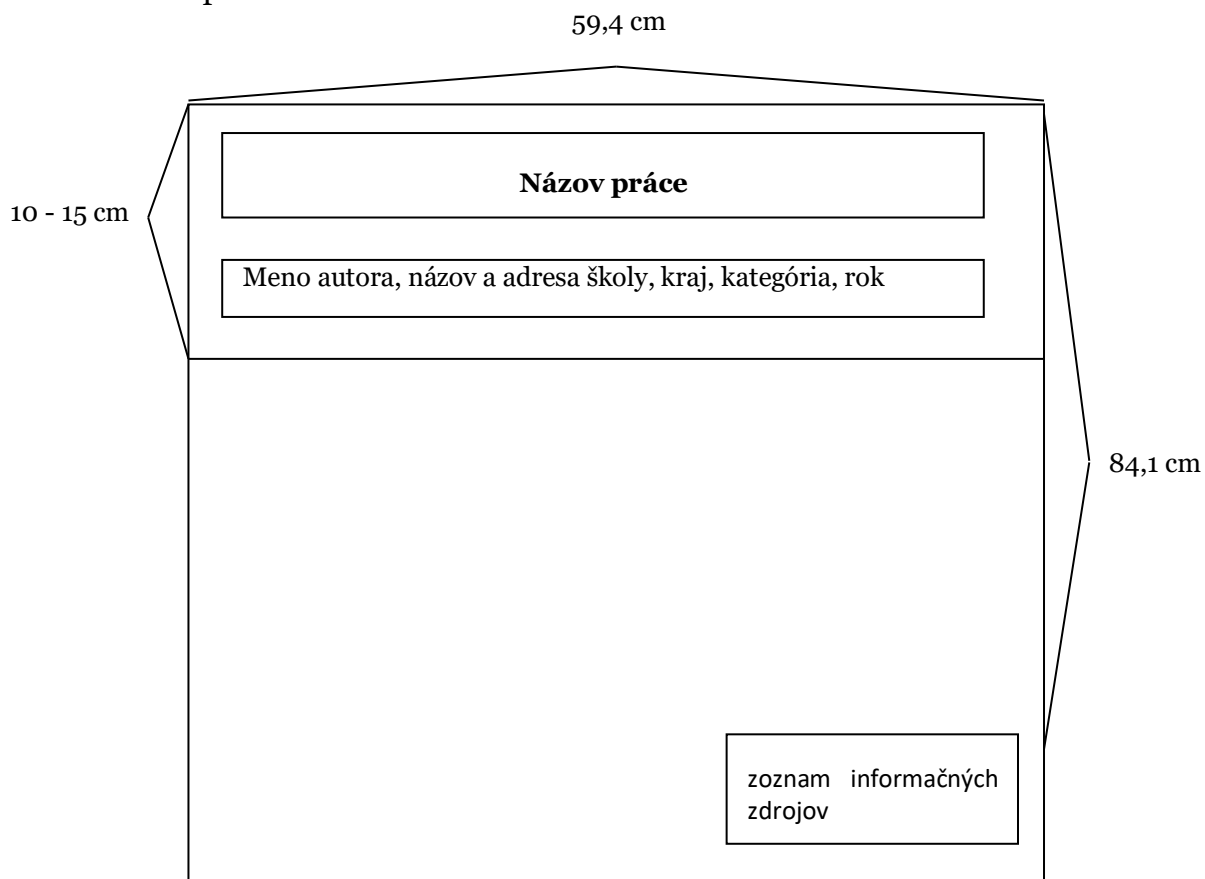 59,4 cm
Názov práce
10 - 15 cm
Meno autora, názov a adresa školy, kraj, kategória, rok
84,1 cm
zoznam informačných
zdrojov